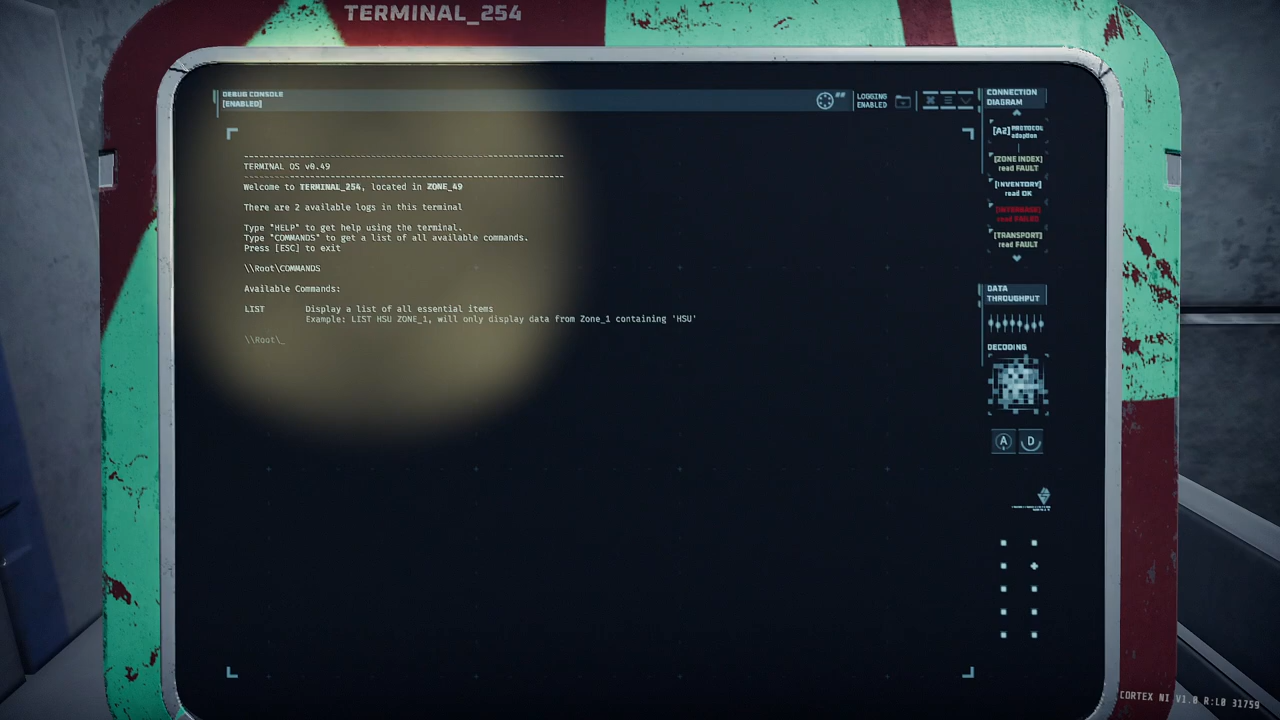 TERMINAL_254
DEBUG CONSOLE
[ENABLED]
LOGGING
ENABLED
CONNECTION
DIAGRAM
[A2] PROTOCOL
adaption
[ZONE INDEX]
read FAULT
[INVENTORY]
read OK
read FAILED
[TRANSPORT]
read FAULT
DATA
THROUGHPUT
DECODING
A D
---------------------------------------------------------------
TERMINAL OS v0.49
---------------------------------------------------------------
Welcome to TERMINAL_254, located in ZONE_49
There are 2 available logs in this terminal
Type "HELP" to get help using the terminal.
Type "COMMANDS" to get a list of all available commands.
Press [ESC] to exit
\\Root\COMMANDS
Available Commands:
LIST Display a list of all essential items
Example: LIST HSU ZONE_1, will only display data from Zone_1 containing 'HSU'
\\Root\_
CORTEX NI V1.0 R:L0 31759